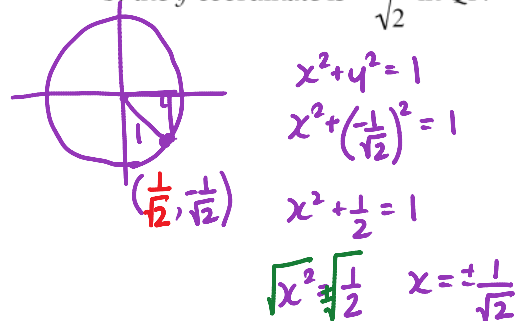 √2
x² + y² = 1
x² + (-1/√2)² = 1
1
(1/√2, -1/√2)
x² + 1/2 = 1
√x² = ±√1/2 x = ± 1/√2